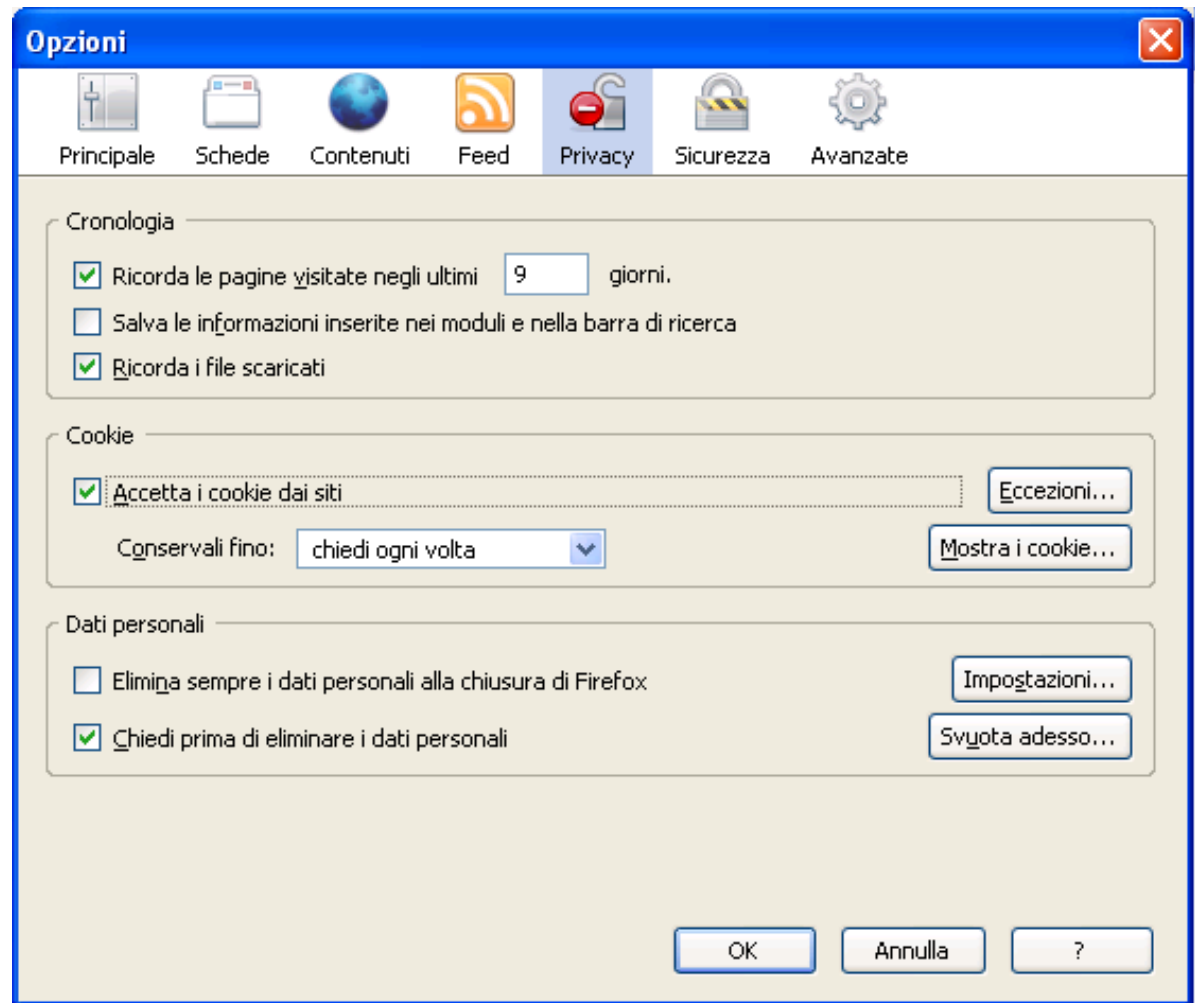 Opzioni
Principale Schede Contenuti Feed Privacy Sicurezza Avanzate
Cronologia
Ricorda le pagine visitate negli ultimi 9 giorni.
Salva le informazioni inserite nei moduli e nella barra di ricerca
Ricorda i file scaricati
Cookie
Accetta i cookie dai siti Eccezioni...
Conservali fino: chiedi ogni volta Mostra i cookie...
Dati personali
Elimina sempre i dati personali alla chiusura di Firefox Impostazioni...
Chiedi prima di eliminare i dati personali Svuota adesso...
OK Annulla ?